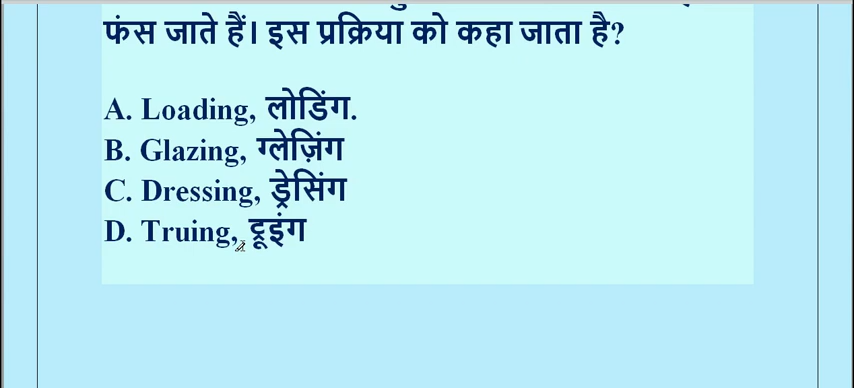 फंस जाते हैं। इस प्रक्रिया को कहा जाता है?
A. Loading, लोडिंग.
B. Glazing, ग्लेज़िंग
C. Dressing, ड्रेसिंग
D. Truing, ट्रूइंग